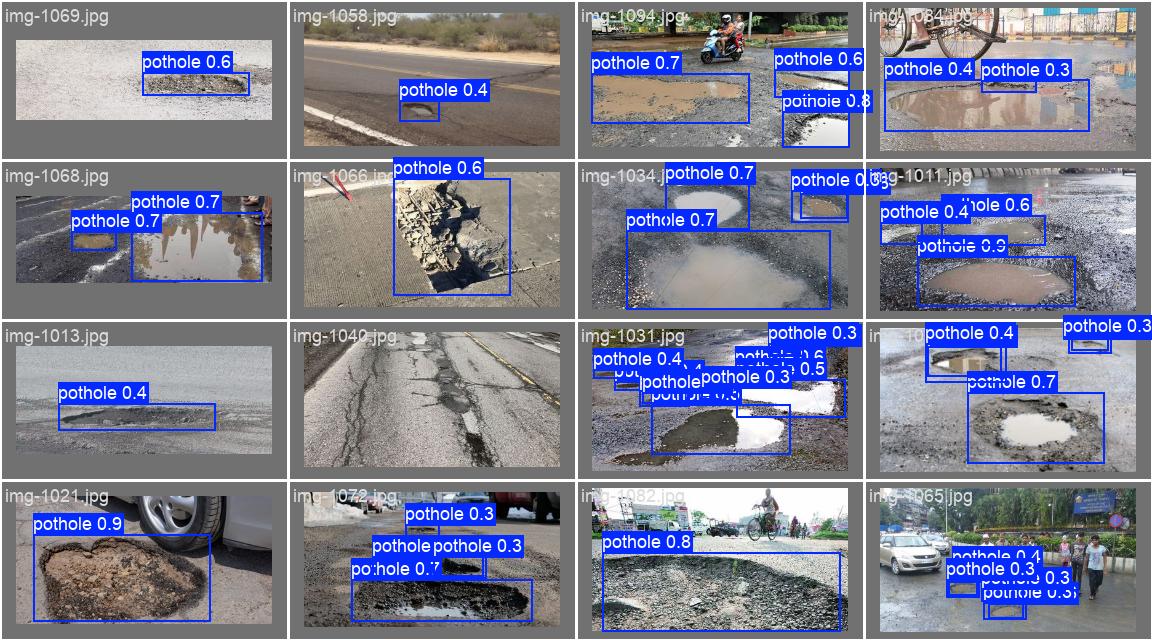 img-1069.jpg
pothole 0.6
img-1058.jpg
pothole 0.4
img-1094.jpg
pothole 0.7
pothole 0.6
pothole 0.8
pothole 0.4
pothole 0.3
img-1068.jpg
pothole 0.7
pothole 0.7
img-1066.jpg
pothole 0.6
img-1034.j
pothole 0.7
pothole 0.7
img-1011.jpg
pothole 0.4
pothole 0.9
img-1013.jpg
pothole 0.4
img-1040.jpg
img-1031.jpg
pothole 0.3
pothole 0.4
pothole
pothole 0.3
pothole 0.4
pothole 0.3
pothole 0.7
img-1021.jpg
pothole 0.9
img-1072.jpg
pothole 0.3
pothole
pothole 0.3
img-1082.jpg
pothole 0.8
img-1065.jpg
pothole 0.4
pothole 0.3